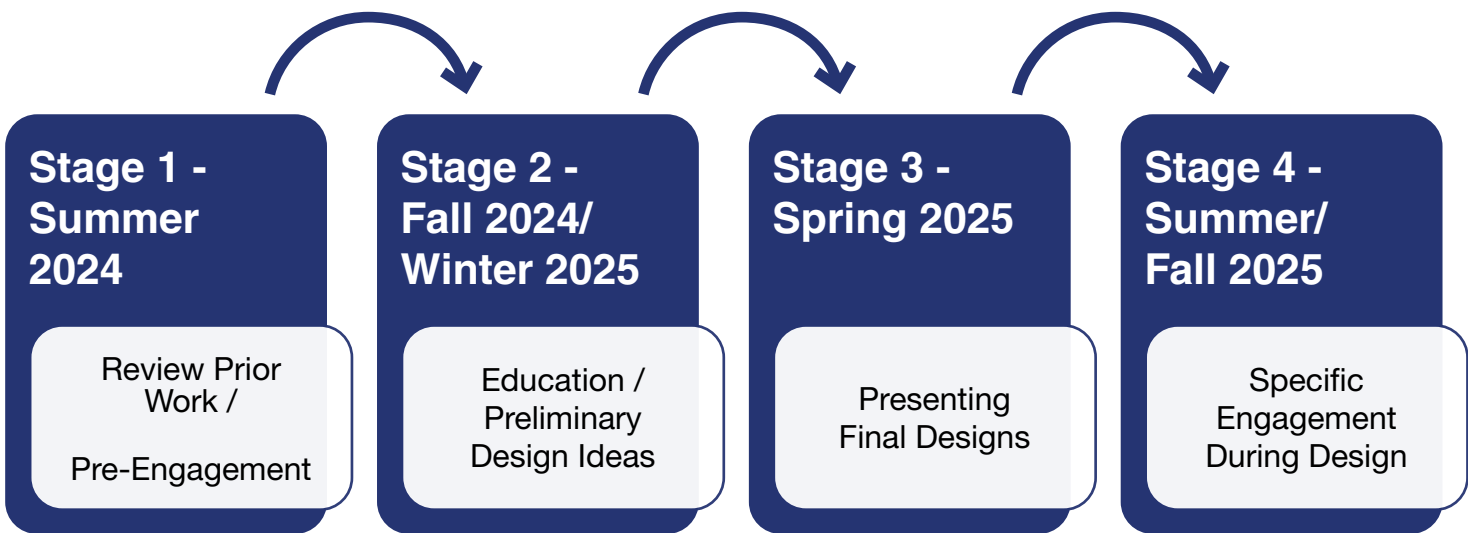 Stage 1 -
Summer
2024
Review Prior
Work /
Pre-Engagement
Stage 2 -
Fall 2024/
Winter 2025
Education /
Preliminary
Design Ideas
Stage 3 -
Spring 2025
Presenting
Final Designs
Stage 4 -
Summer/
Fall 2025
Specific
Engagement
During Design